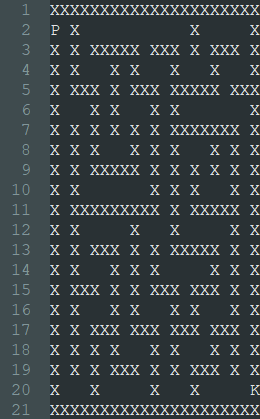 1 XXXXXXXXXXXXXXXXXXXXX
2 P X           X     X
3 X X XXXXX XXX X XXX X
4 X X   X X   X   X   X
5 X XXX X XXX XXXXX XXX
6 X   X X   X X       X
7 X X X X X X XXXXXXX X
8 X X X   X X X   X X X
9 X X XXXXX X X X X X X
10 X X       X X X   X X
11 X XXXXXXXXX X XXXXX X
12 X X     X   X     X X
13 X X XXX X X XXXXX X X
14 X X   X X X     X X
15 X XXX X X XXX XXX X X
16 X X   X X   X X   X X
17 X X XXX XXX XXX XXX X
18 X X X X   X X   X   X
19 X X X XXX X X XXX X X
20 X   X     X   X     K
21 XXXXXXXXXXXXXXXXXXXXX